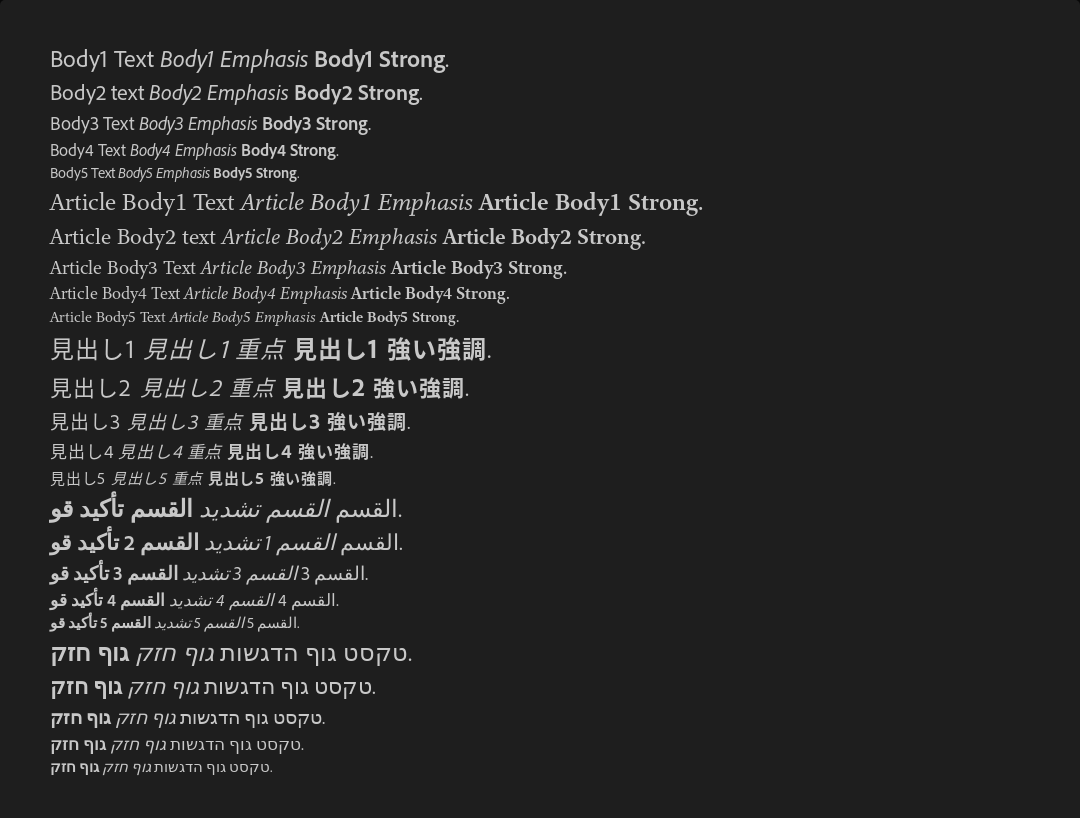 Body1 Text Body1 Emphasis Body1 Strong.
Body2 text Body2 Emphasis Body2 Strong.
Body3 Text Body3 Emphasis Body3 Strong.
Body4 Text Body4 Emphasis Body4 Strong.
Body5 Text Body5 Emphasis Body5 Strong.
Article Body1 Text Article Body1 Emphasis Article Body1 Strong.
Article Body2 text Article Body2 Emphasis Article Body2 Strong.
Article Body3 Text Article Body3 Emphasis Article Body3 Strong.
Article Body4 Text Article Body4 Emphasis Article Body4 Strong.
Article Body5 Text Article Body5 Emphasis Article Body5 Strong.
見出し1 見出し1 重点 見出し1 強い強調.
見出し2 見出し2 重点 見出し2 強い強調.
見出し3 見出し3 重点 見出し3 強い強調.
見出し4 見出し4 重点 見出し4 強い強調.
見出し5 見出し5 重点 見出し5 強い強調.
القسم القسم تشديد القسم تأكيد قو.
القسم القسم 1 تشديد القسم 2 تأكيد قو.
القسم 3 القسم 3 تشديد القسم 3 تأكيد قو.
القسم 4 القسم 4 تشديد القسم 4 تأكيد قو.
القسم 5 القسم 5 تشديد القسم 5 تأكيد قو.
טקסט גוף הדגשות גוף חזק גוף חזק.
טקסט גוף הדגשות גוף חזק גוף חזק.
טקסט גוף הדגשות גוף חזק גוף חזק.
טקסט גוף הדגשות גוף חזק גוף חזק.
טקסט גוף הדגשות גוף חזק גוף חזק.